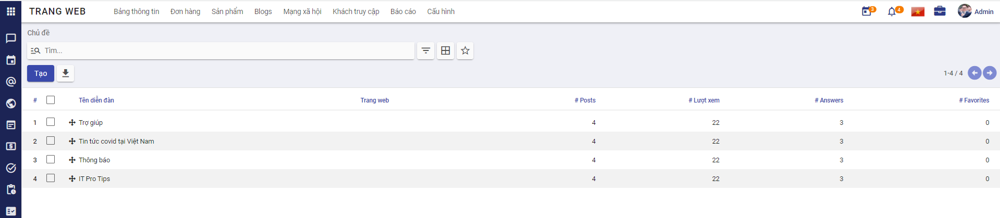 TRANG WEB Bảng thông tin Đơn hàng Sản phẩm Blogs Mạng xã hội Khách truy cập Báo cáo Cấu hình 3 4 Admin
Chủ đề
Tìm...
Tạo 1-4 / 4
# Tên diễn đàn Trang web # Posts # Lượt xem # Answers # Favorites
1 Trợ giúp 4 22 3 0
2 Tin tức covid tại Việt Nam 4 22 3 0
3 Thông báo 4 22 3 0
4 IT Pro Tips 4 22 3 0